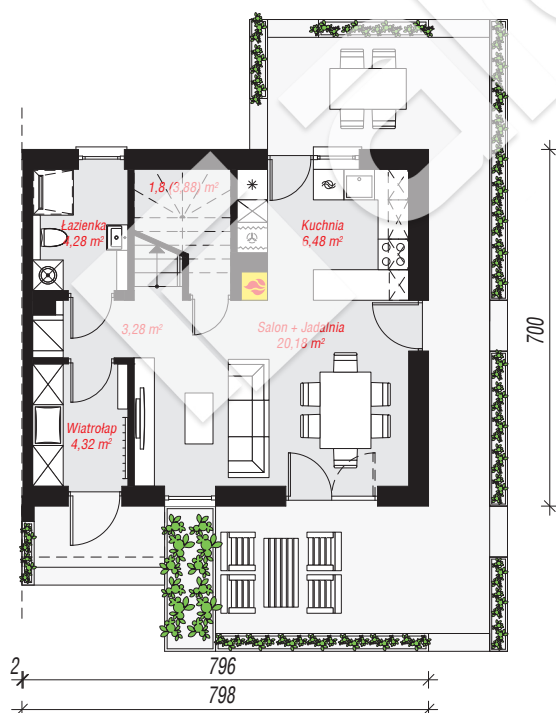 1.8 (3,88) m²
Łazienka
4,28 m²
Kuchnia
6,48 m²
3,28 m²
Salon + Jadalnia
20,18 m²
Wiatrołap
4,32 m²
700
2
796
798